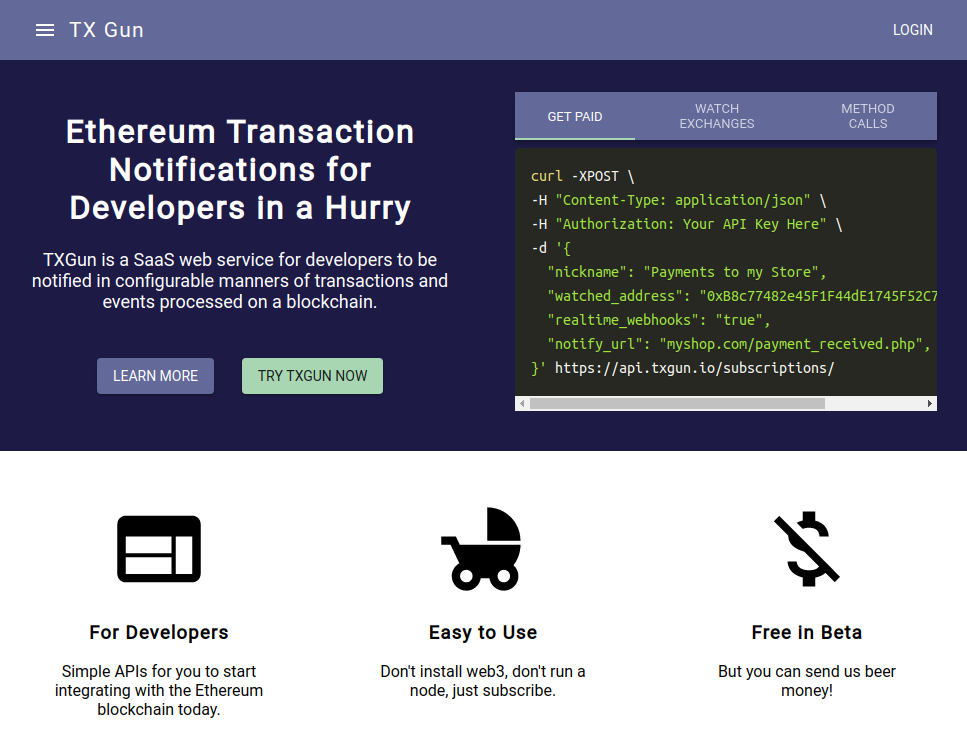 TX Gun
LOGIN
Ethereum Transaction
Notifications for
Developers in a Hurry
TXGun is a SaaS web service for developers to be
notified in configurable manners of transactions and
events processed on a blockchain.
LEARN MORE
TRY TXGUN NOW
GET PAID
WATCH
EXCHANGES
METHOD
CALLS
curl -XPOST \
-H "Content-Type: application/json" \
-H "Authorization: Your API Key Here" \
-d '{
"nickname": "Payments to my Store",
"watched_address": "0xB8c77482e45F1F44dE1745F52C7
"realtime_webhooks": "true",
"notify_url": "myshop.com/payment_received.php",
}' https://api.txgun.io/subscriptions/
For Developers
Simple APIs for you to start
integrating with the Ethereum
blockchain today.
Easy to Use
Don't install web3, don't run a
node, just subscribe.
Free in Beta
But you can send us beer
money!